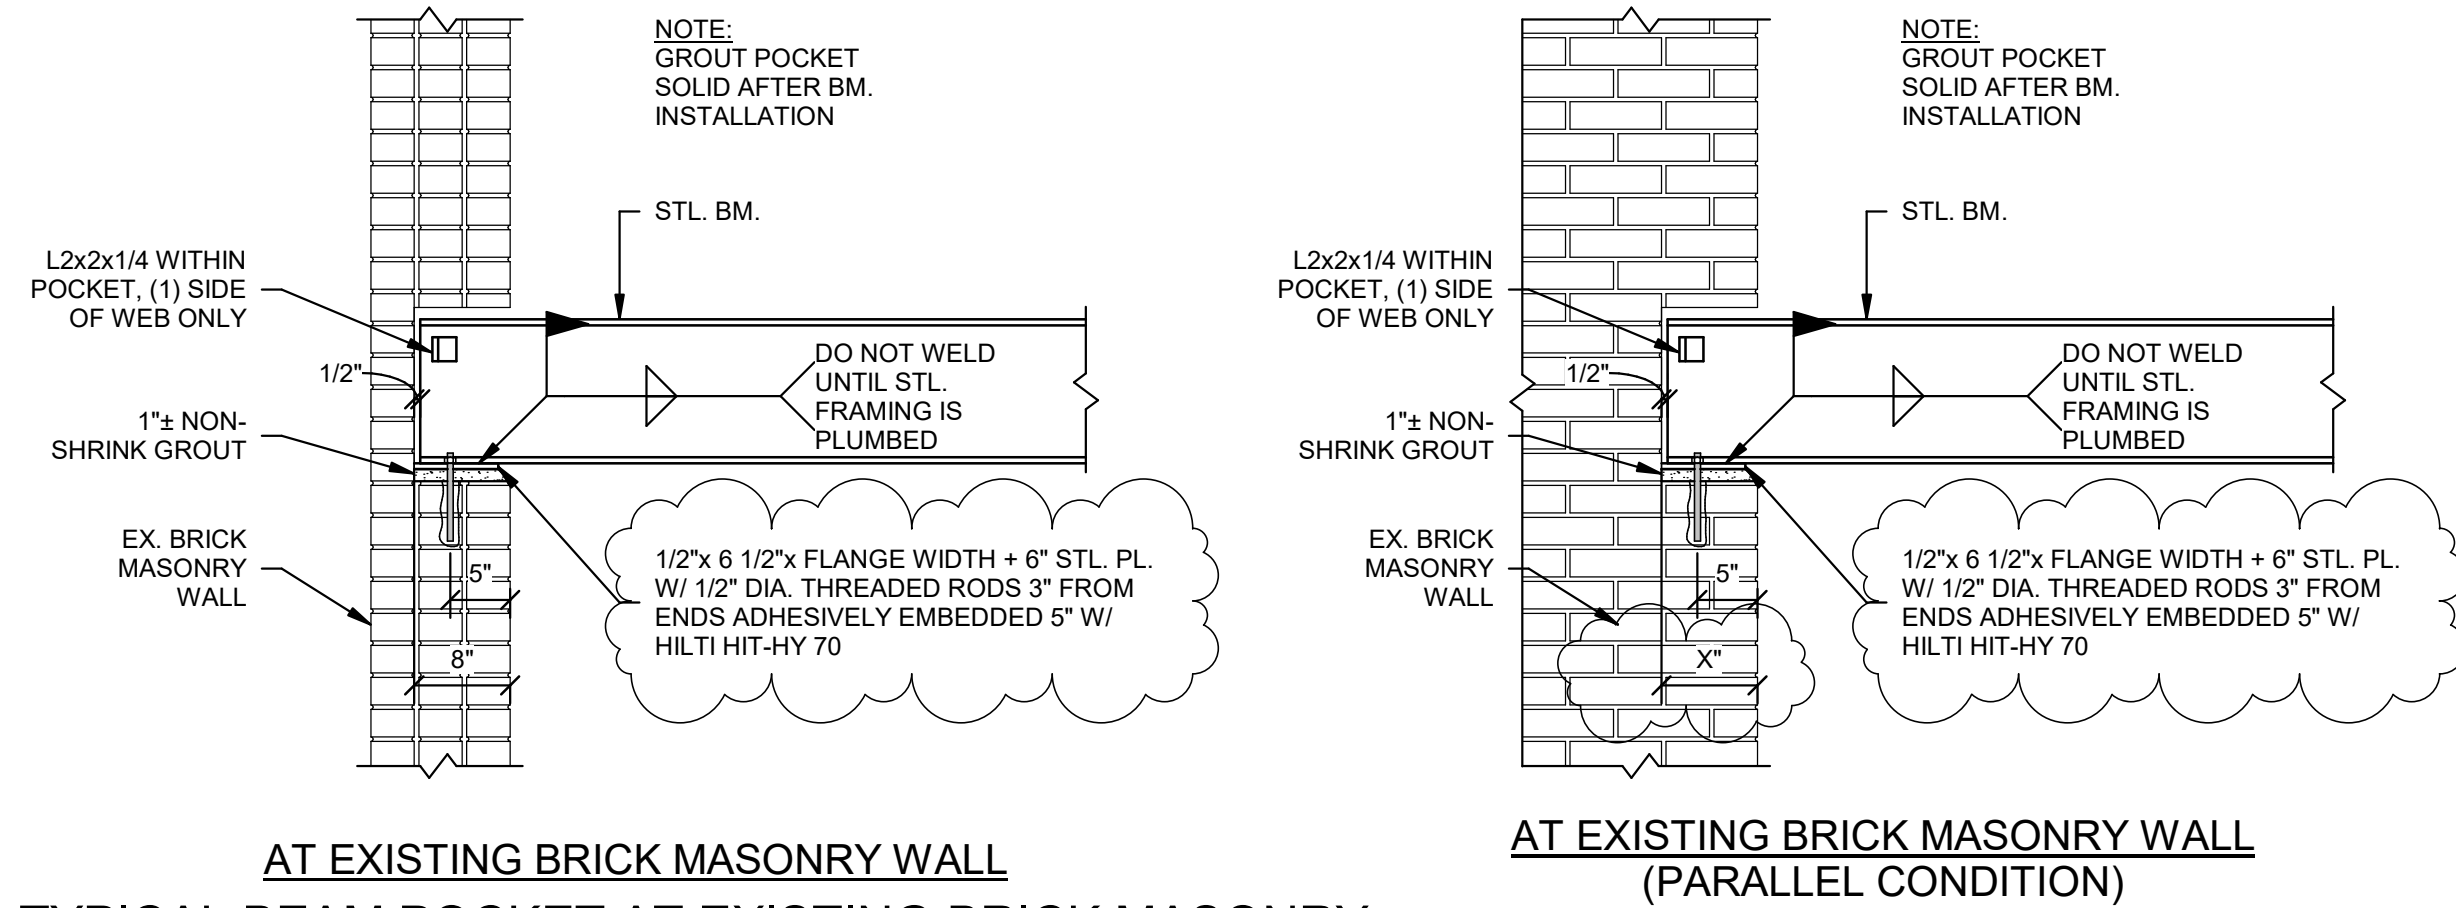 NOTE:
GROUT POCKET
SOLID AFTER BM.
INSTALLATION
STL. BM.
L2x2x1/4 WITHIN
POCKET, (1) SIDE
OF WEB ONLY
1/2"
DO NOT WELD
UNTIL STL.
FRAMING IS
PLUMBED
1"± NON-
SHRINK GROUT
EX. BRICK
MASONRY
WALL
5"
8"
1/2"x 6 1/2"x FLANGE WIDTH + 6" STL. PL.
W/ 1/2" DIA. THREADED RODS 3" FROM
ENDS ADHESIVELY EMBEDDED 5" W/
HILTI HIT-HY 70
AT EXISTING BRICK MASONRY WALL
NOTE:
GROUT POCKET
SOLID AFTER BM.
INSTALLATION
STL. BM.
L2x2x1/4 WITHIN
POCKET, (1) SIDE
OF WEB ONLY
1/2"
DO NOT WELD
UNTIL STL.
FRAMING IS
PLUMBED
1"± NON-
SHRINK GROUT
EX. BRICK
MASONRY
WALL
5"
X"
1/2"x 6 1/2"x FLANGE WIDTH + 6" STL. PL.
W/ 1/2" DIA. THREADED RODS 3" FROM
ENDS ADHESIVELY EMBEDDED 5" W/
HILTI HIT-HY 70
AT EXISTING BRICK MASONRY WALL
(PARALLEL CONDITION)
TYPICAL BEAM POCKET AT EXISTING BRICK MASONRY